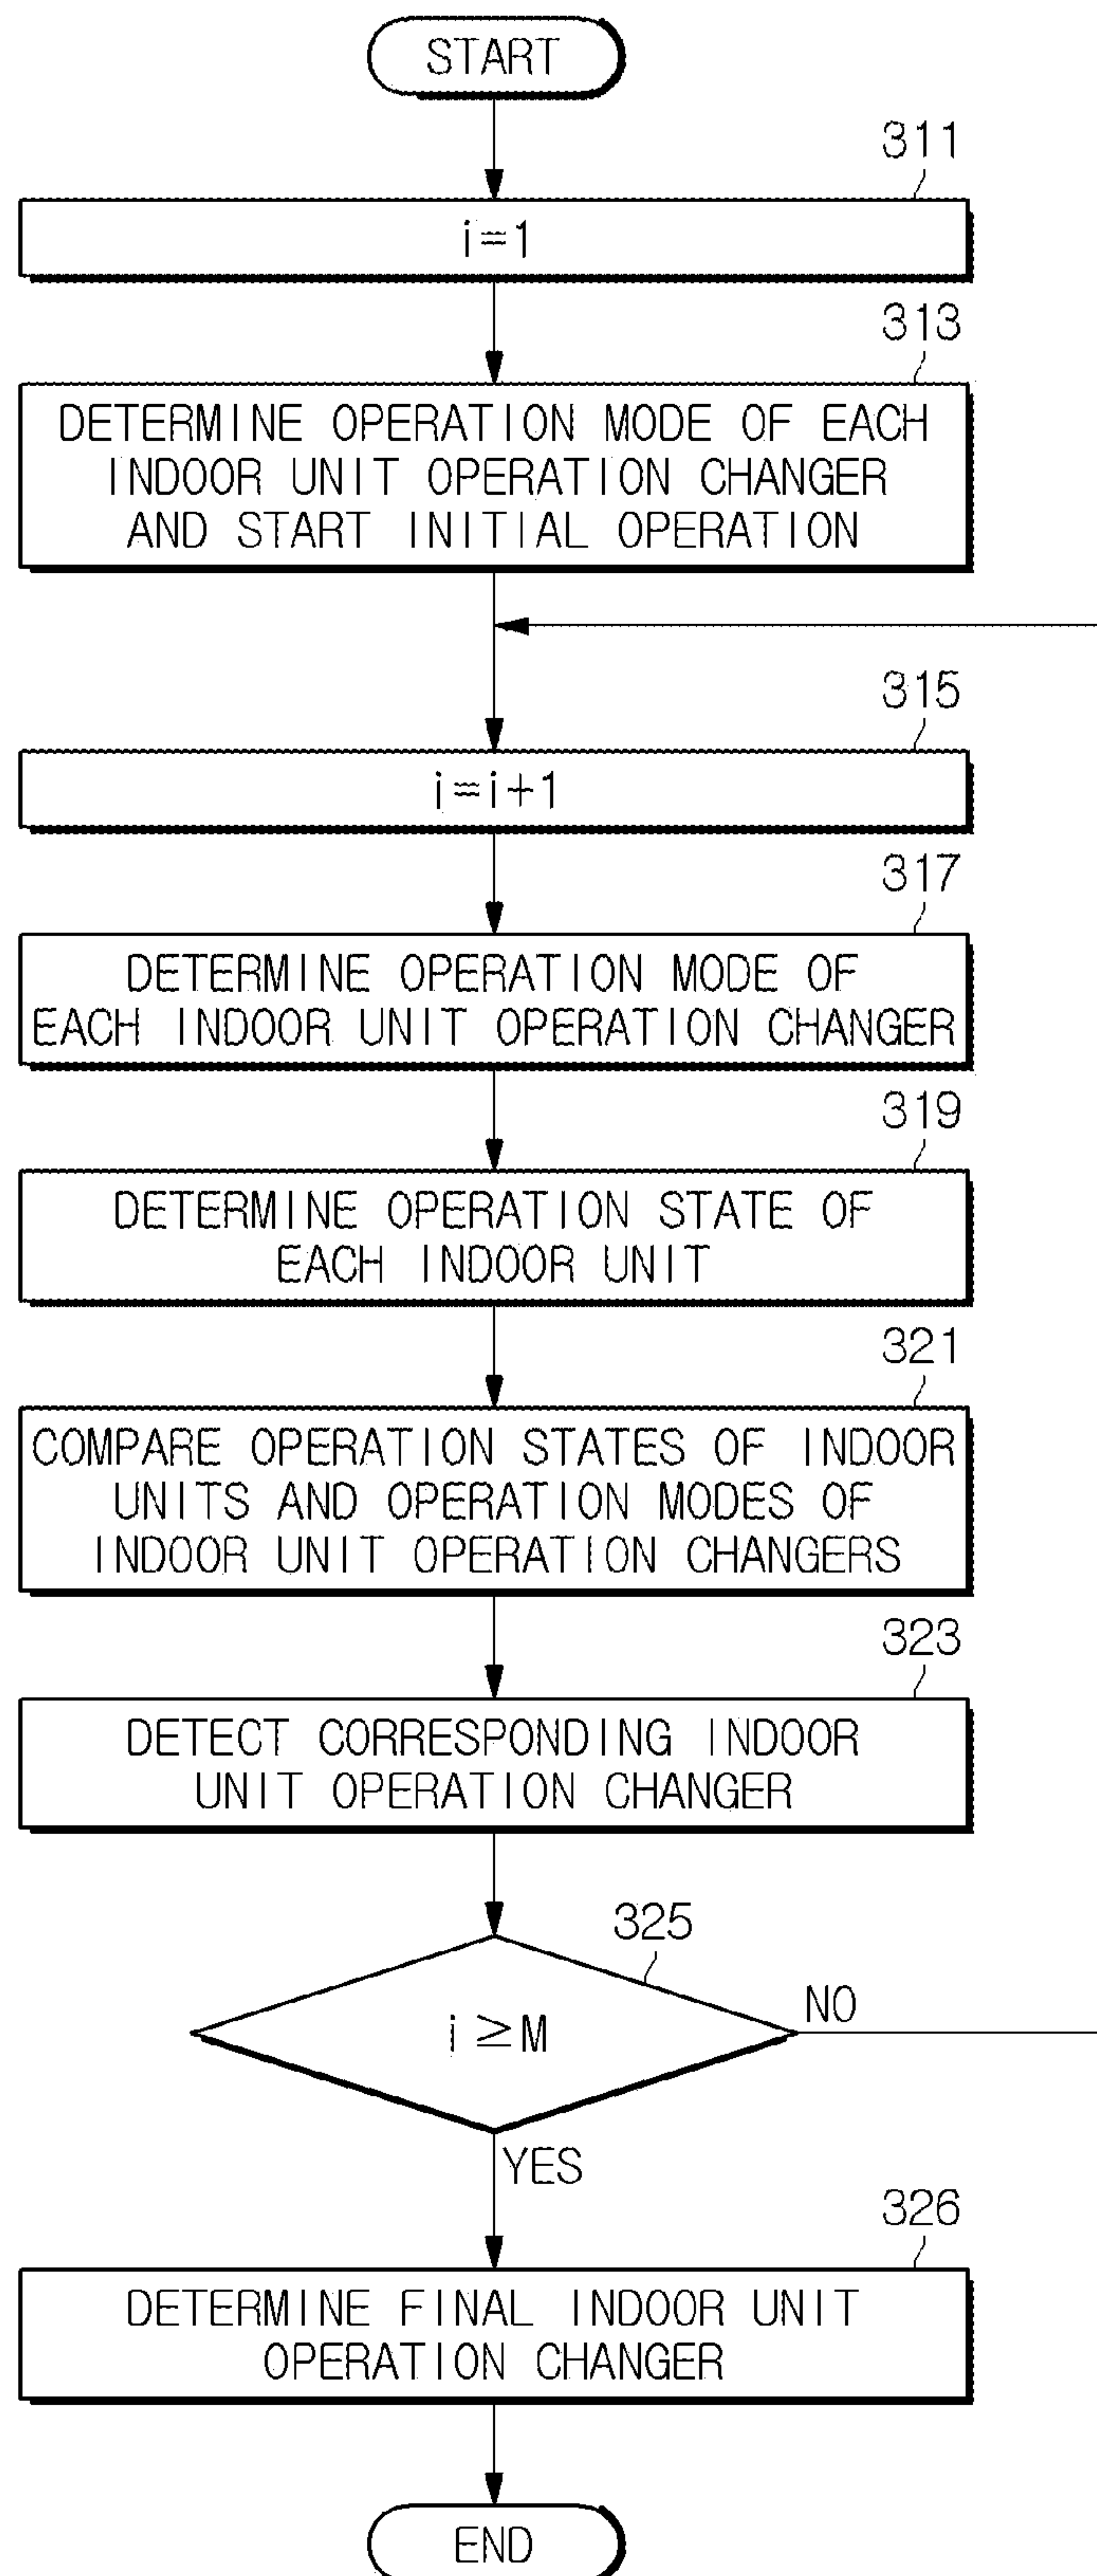 START
311
i=1
313
DETERMINE OPERATION MODE OF EACH
INDOOR UNIT OPERATION CHANGER
AND START INITIAL OPERATION
315
i=i+1
317
DETERMINE OPERATION MODE OF
EACH INDOOR UNIT OPERATION CHANGER
319
DETERMINE OPERATION STATE OF
EACH INDOOR UNIT
321
COMPARE OPERATION STATES OF INDOOR
UNITS AND OPERATION MODES OF
INDOOR UNIT OPERATION CHANGERS
323
DETECT CORRESPONDING INDOOR
UNIT OPERATION CHANGER
325
i ≥M
NO
YES
326
DETERMINE FINAL INDOOR UNIT
OPERATION CHANGER
END